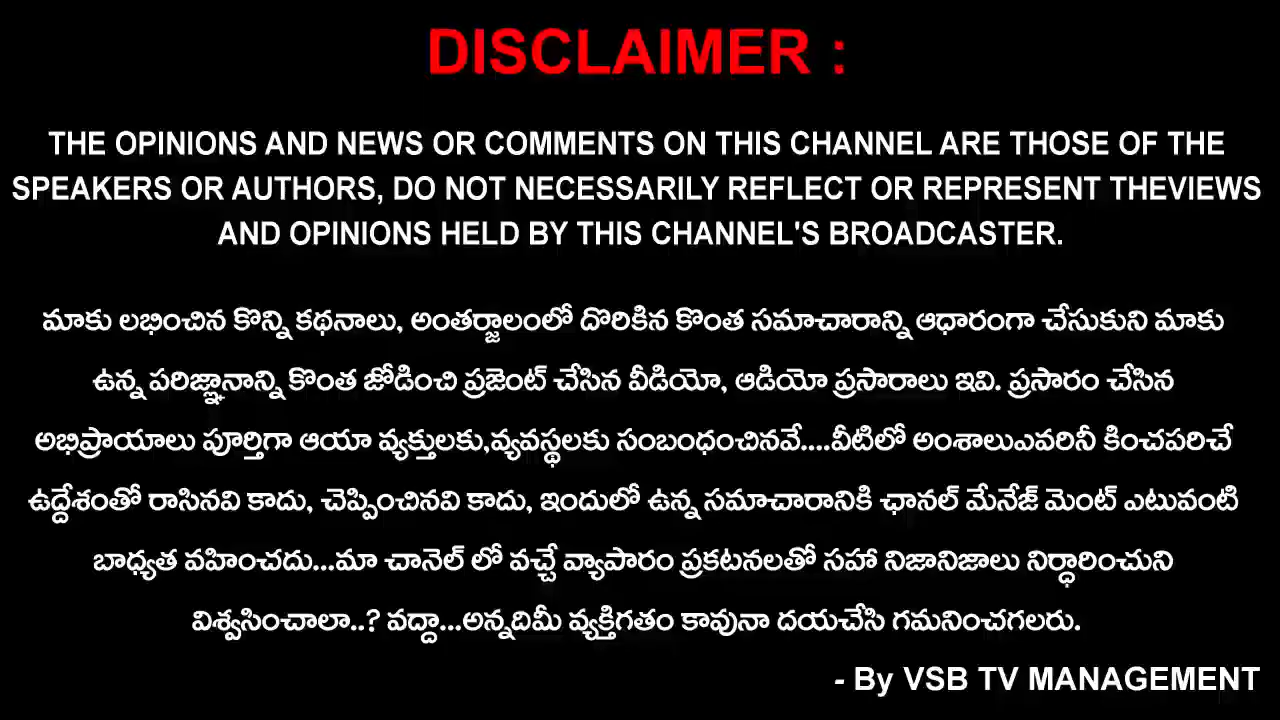 DISCLAIMER :
THE OPINIONS AND NEWS OR COMMENTS ON THIS CHANNEL ARE THOSE OF THE
SPEAKERS OR AUTHORS, DO NOT NECESSARILY REFLECT OR REPRESENT THEVIEWS
AND OPINIONS HELD BY THIS CHANNEL'S BROADCASTER.
మాకు లభించిన కొన్ని కథనాలు, అంతర్జాలంలో దొరికిన కొంత సమాచారాన్ని ఆధారంగా చేసుకుని మాకు
ఉన్న పరిజ్ఞానాన్ని కొంత జోడించి ప్రజెంట్ చేసిన వీడియో, ఆడియో ప్రసారాలు ఇవి. ప్రసారం చేసిన
అభిప్రాయాలు పూర్తిగా ఆయా వ్యక్తులకు,వ్యవస్థలకు సంబంధంచినవే....వీటిలో అంశాలుఎవరినీ కించపరిచే
ఉద్దేశంతో రాసినవి కాదు, చెప్పించినవి కాదు, ఇందులో ఉన్న సమాచారానికి ఛానల్ మేనేజ్ మెంట్ ఎటువంటి
బాధ్యత వహించదు...మా చానెల్ లో వచ్చే వ్యాపారం ప్రకటనలతో సహా నిజానిజాలు నిర్ధారించుని
విశ్వసించాలా..? వద్దా...అన్నదిమీ వ్యక్తిగతం కావునా దయచేసి గమనించగలరు.
- By VSB TV MANAGEMENT